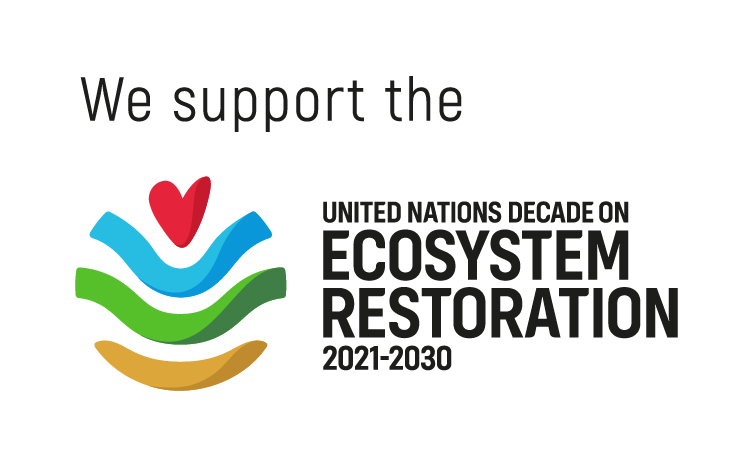 We support the
UNITED NATIONS DECADE ON
ECOSYSTEM
RESTORATION
2021-2030